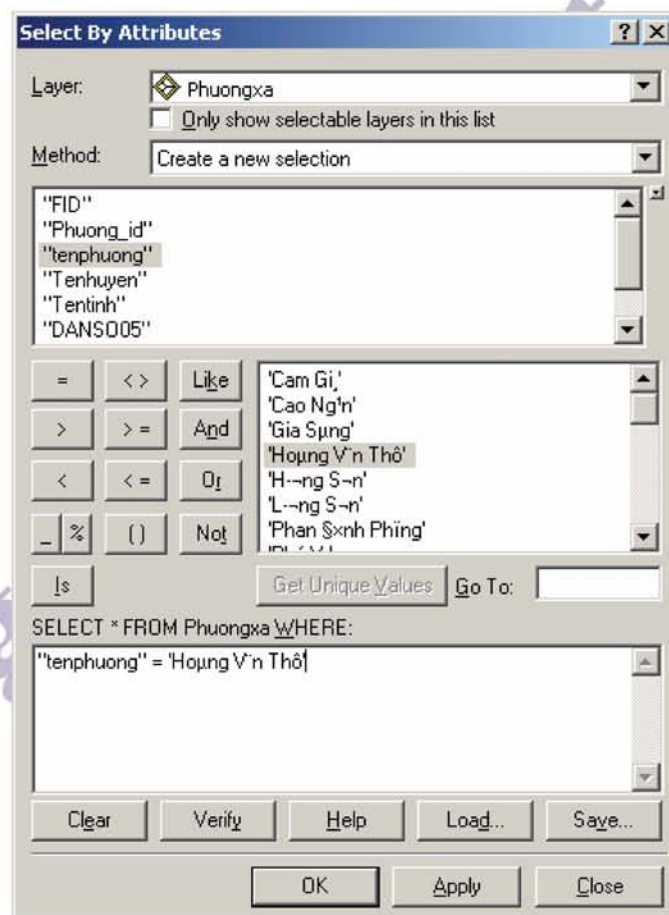 Select By Attributes
Layer: Phuongxa
Only show selectable layers in this list
Method: Create a new selection
"FID"
"Phuong_id"
"tenphuong"
"Tenhuyen"
"Tentinh"
"DANSO05"
= < > Like
> > = And
< < = Or
_ % ( ) Not
Is
'Cam Gi¸'
'Cao Ng¹n'
'Gia Sµng'
'Hoµng V¨n Thô'
'H-¬ng S¬n'
'L-¬ng S¬n'
'Phan §×nh Phïng'
Get Unique Values Go To:
SELECT * FROM Phuongxa WHERE:
"tenphuong" = 'Hoµng V¨n Thô'
Clear Verify Help Load... Save...
OK Apply Close